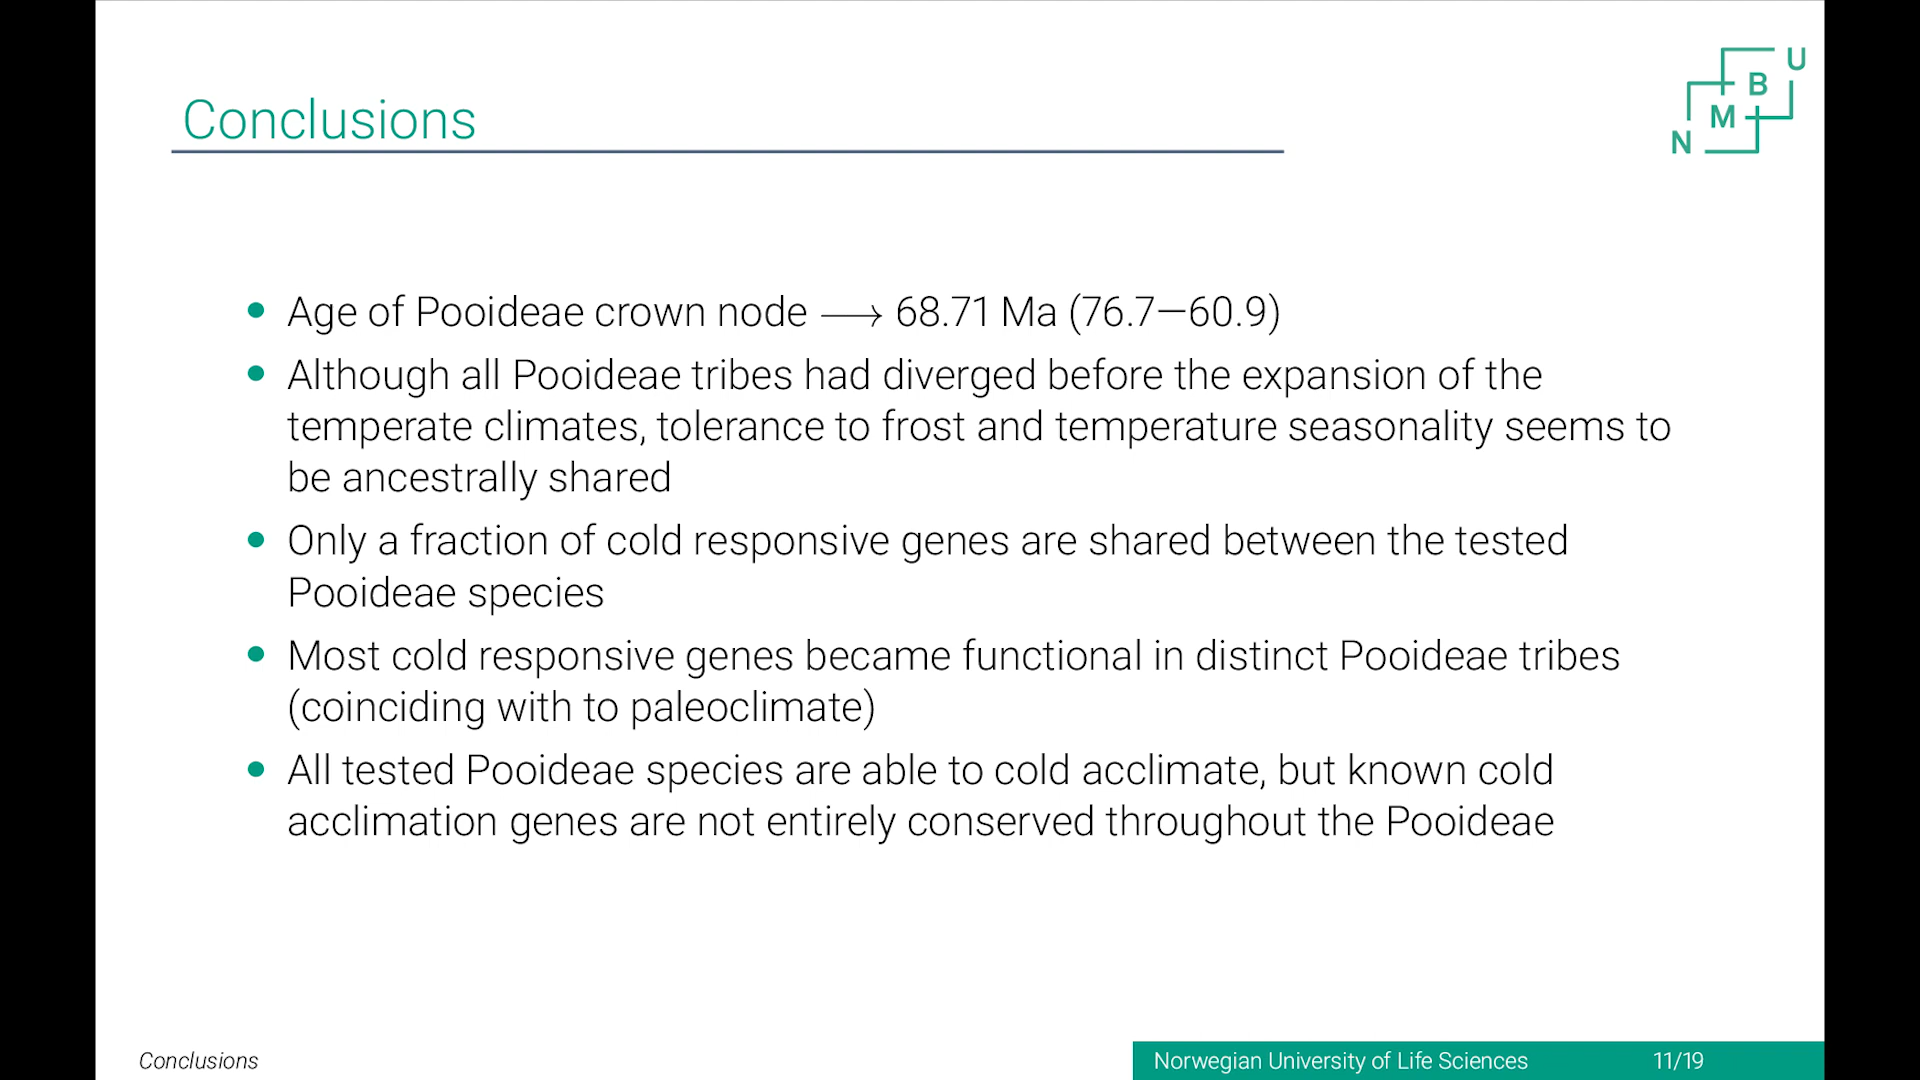 Conclusions
N M B U
• Age of Pooideae crown node ⟶ 68.71 Ma (76.7—60.9)
• Although all Pooideae tribes had diverged before the expansion of the
temperate climates, tolerance to frost and temperature seasonality seems to
be ancestrally shared
• Only a fraction of cold responsive genes are shared between the tested
Pooideae species
• Most cold responsive genes became functional in distinct Pooideae tribes
(coinciding with to paleoclimate)
• All tested Pooideae species are able to cold acclimate, but known cold
acclimation genes are not entirely conserved throughout the Pooideae
Conclusions
Norwegian University of Life Sciences 11/19